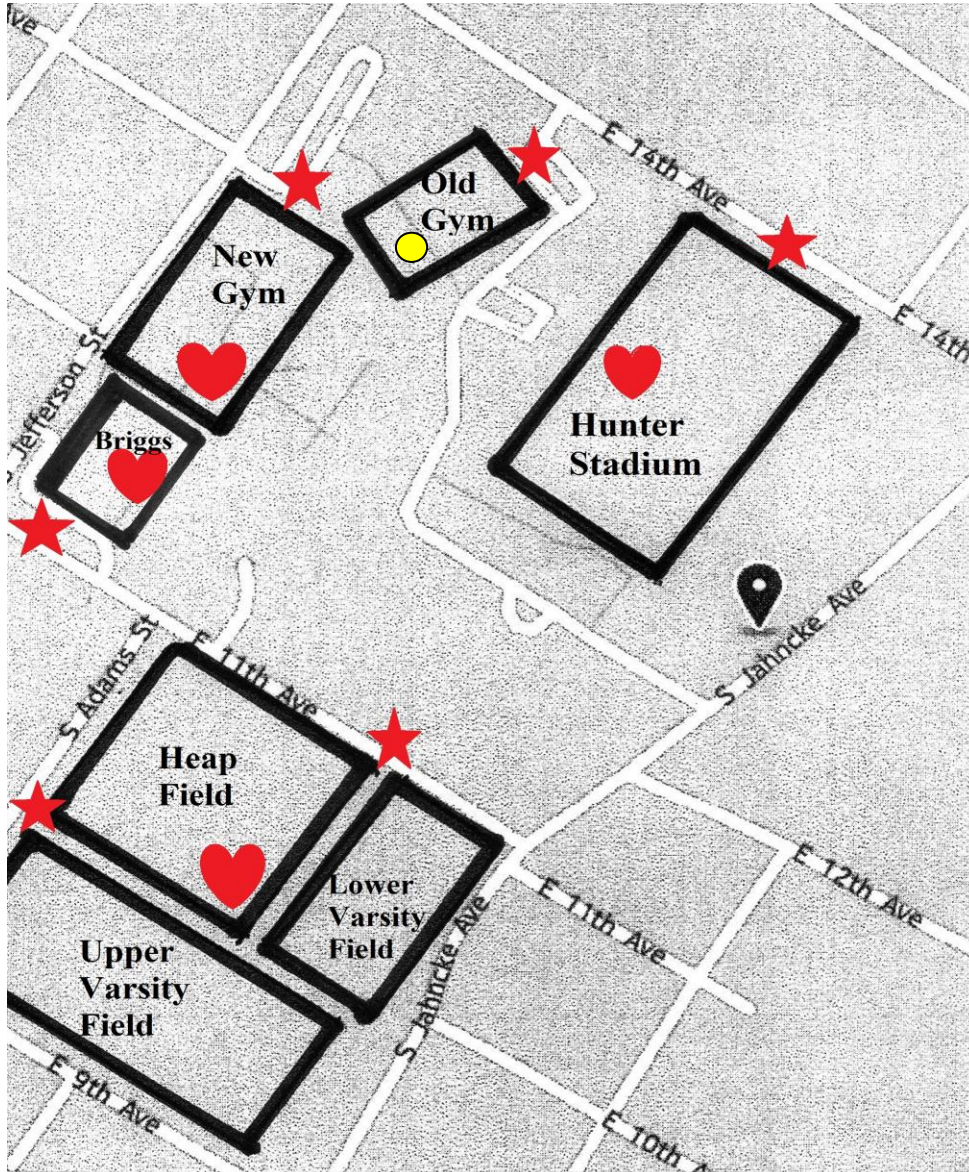 Ave
E 14th Ave
Old
Gym
New
Gym
E 14th
Jefferson St
Hunter
Stadium
Briggs
S Jahncke Ave
S Adams St
E 11th Ave
Heap
Field
Lower
Varsity
Field
E 12th Ave
E 11th Ave
Upper
Varsity
Field
S Jahncke Ave
E 9th Ave
E 10th